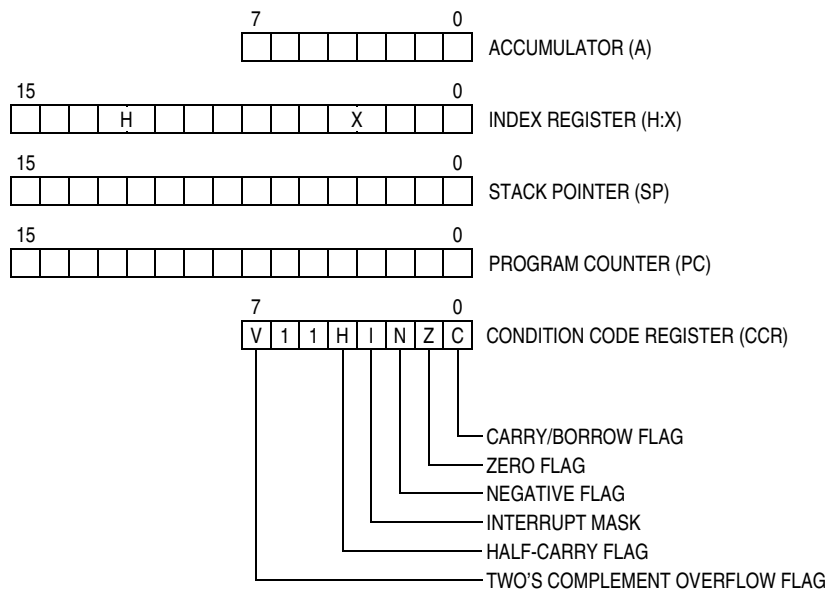 7 0
ACCUMULATOR (A)
15 0
H X INDEX REGISTER (H:X)
15 0
STACK POINTER (SP)
15 0
PROGRAM COUNTER (PC)
7 0
V 1 1 H I N Z C CONDITION CODE REGISTER (CCR)
CARRY/BORROW FLAG
ZERO FLAG
NEGATIVE FLAG
INTERRUPT MASK
HALF-CARRY FLAG
TWO'S COMPLEMENT OVERFLOW FLAG